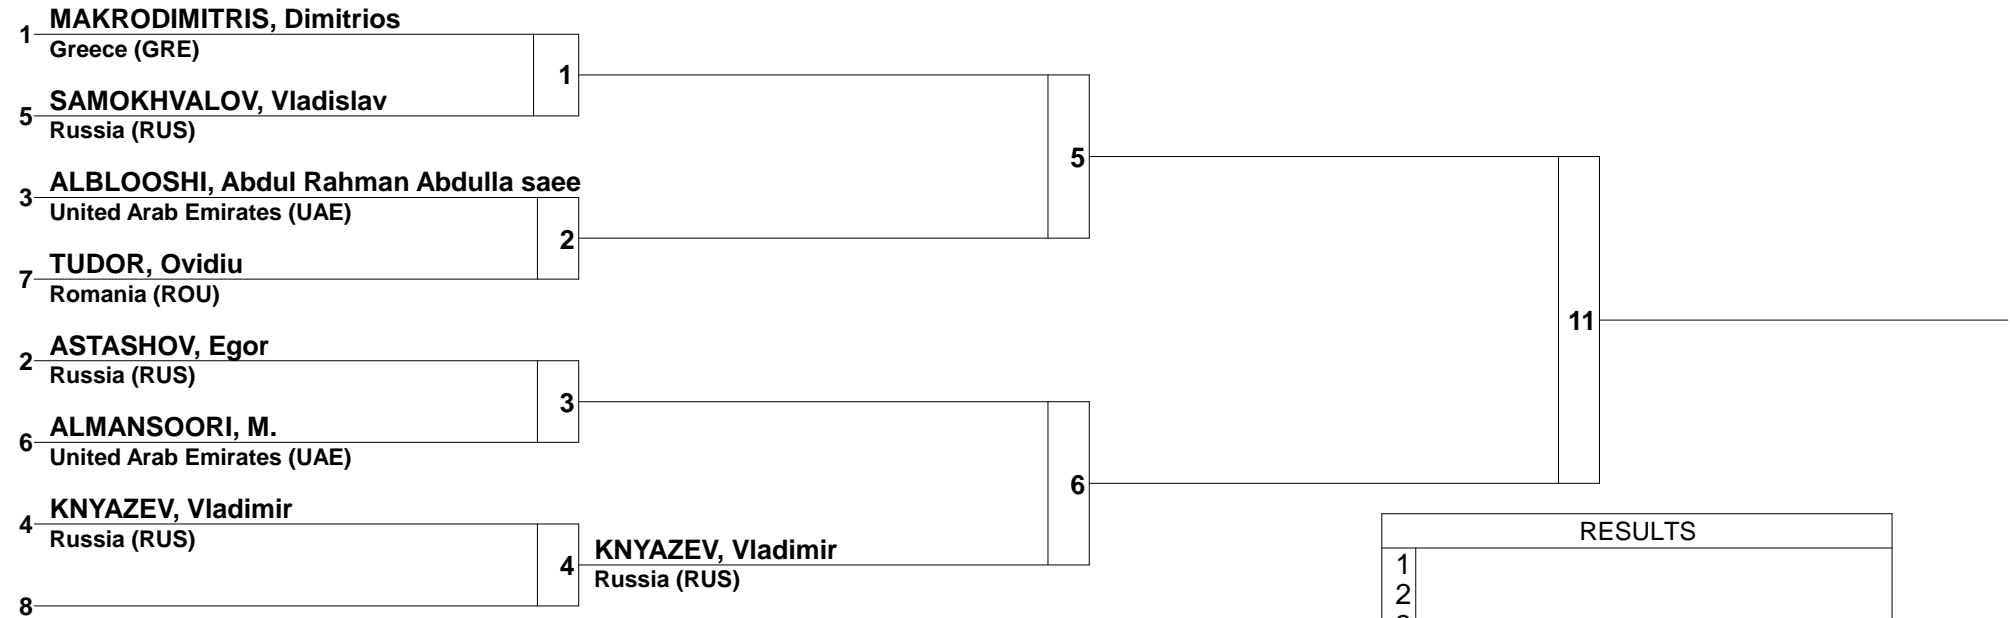 MAKRODIMITRIS, Dimitrios
1
Greece (GRE)
1
SAMOKHVALOV, Vladislav
5
Russia (RUS)
5
ALBLOOSHI, Abdul Rahman Abdulla saee
3
United Arab Emirates (UAE)
2
TUDOR, Ovidiu
7
Romania (ROU)
11
ASTASHOV, Egor
2
Russia (RUS)
3
ALMANSOORI, M.
6
United Arab Emirates (UAE)
6
KNYAZEV, Vladimir
4
Russia (RUS)
4
KNYAZEV, Vladimir
Russia (RUS)
8
RESULTS
1
2